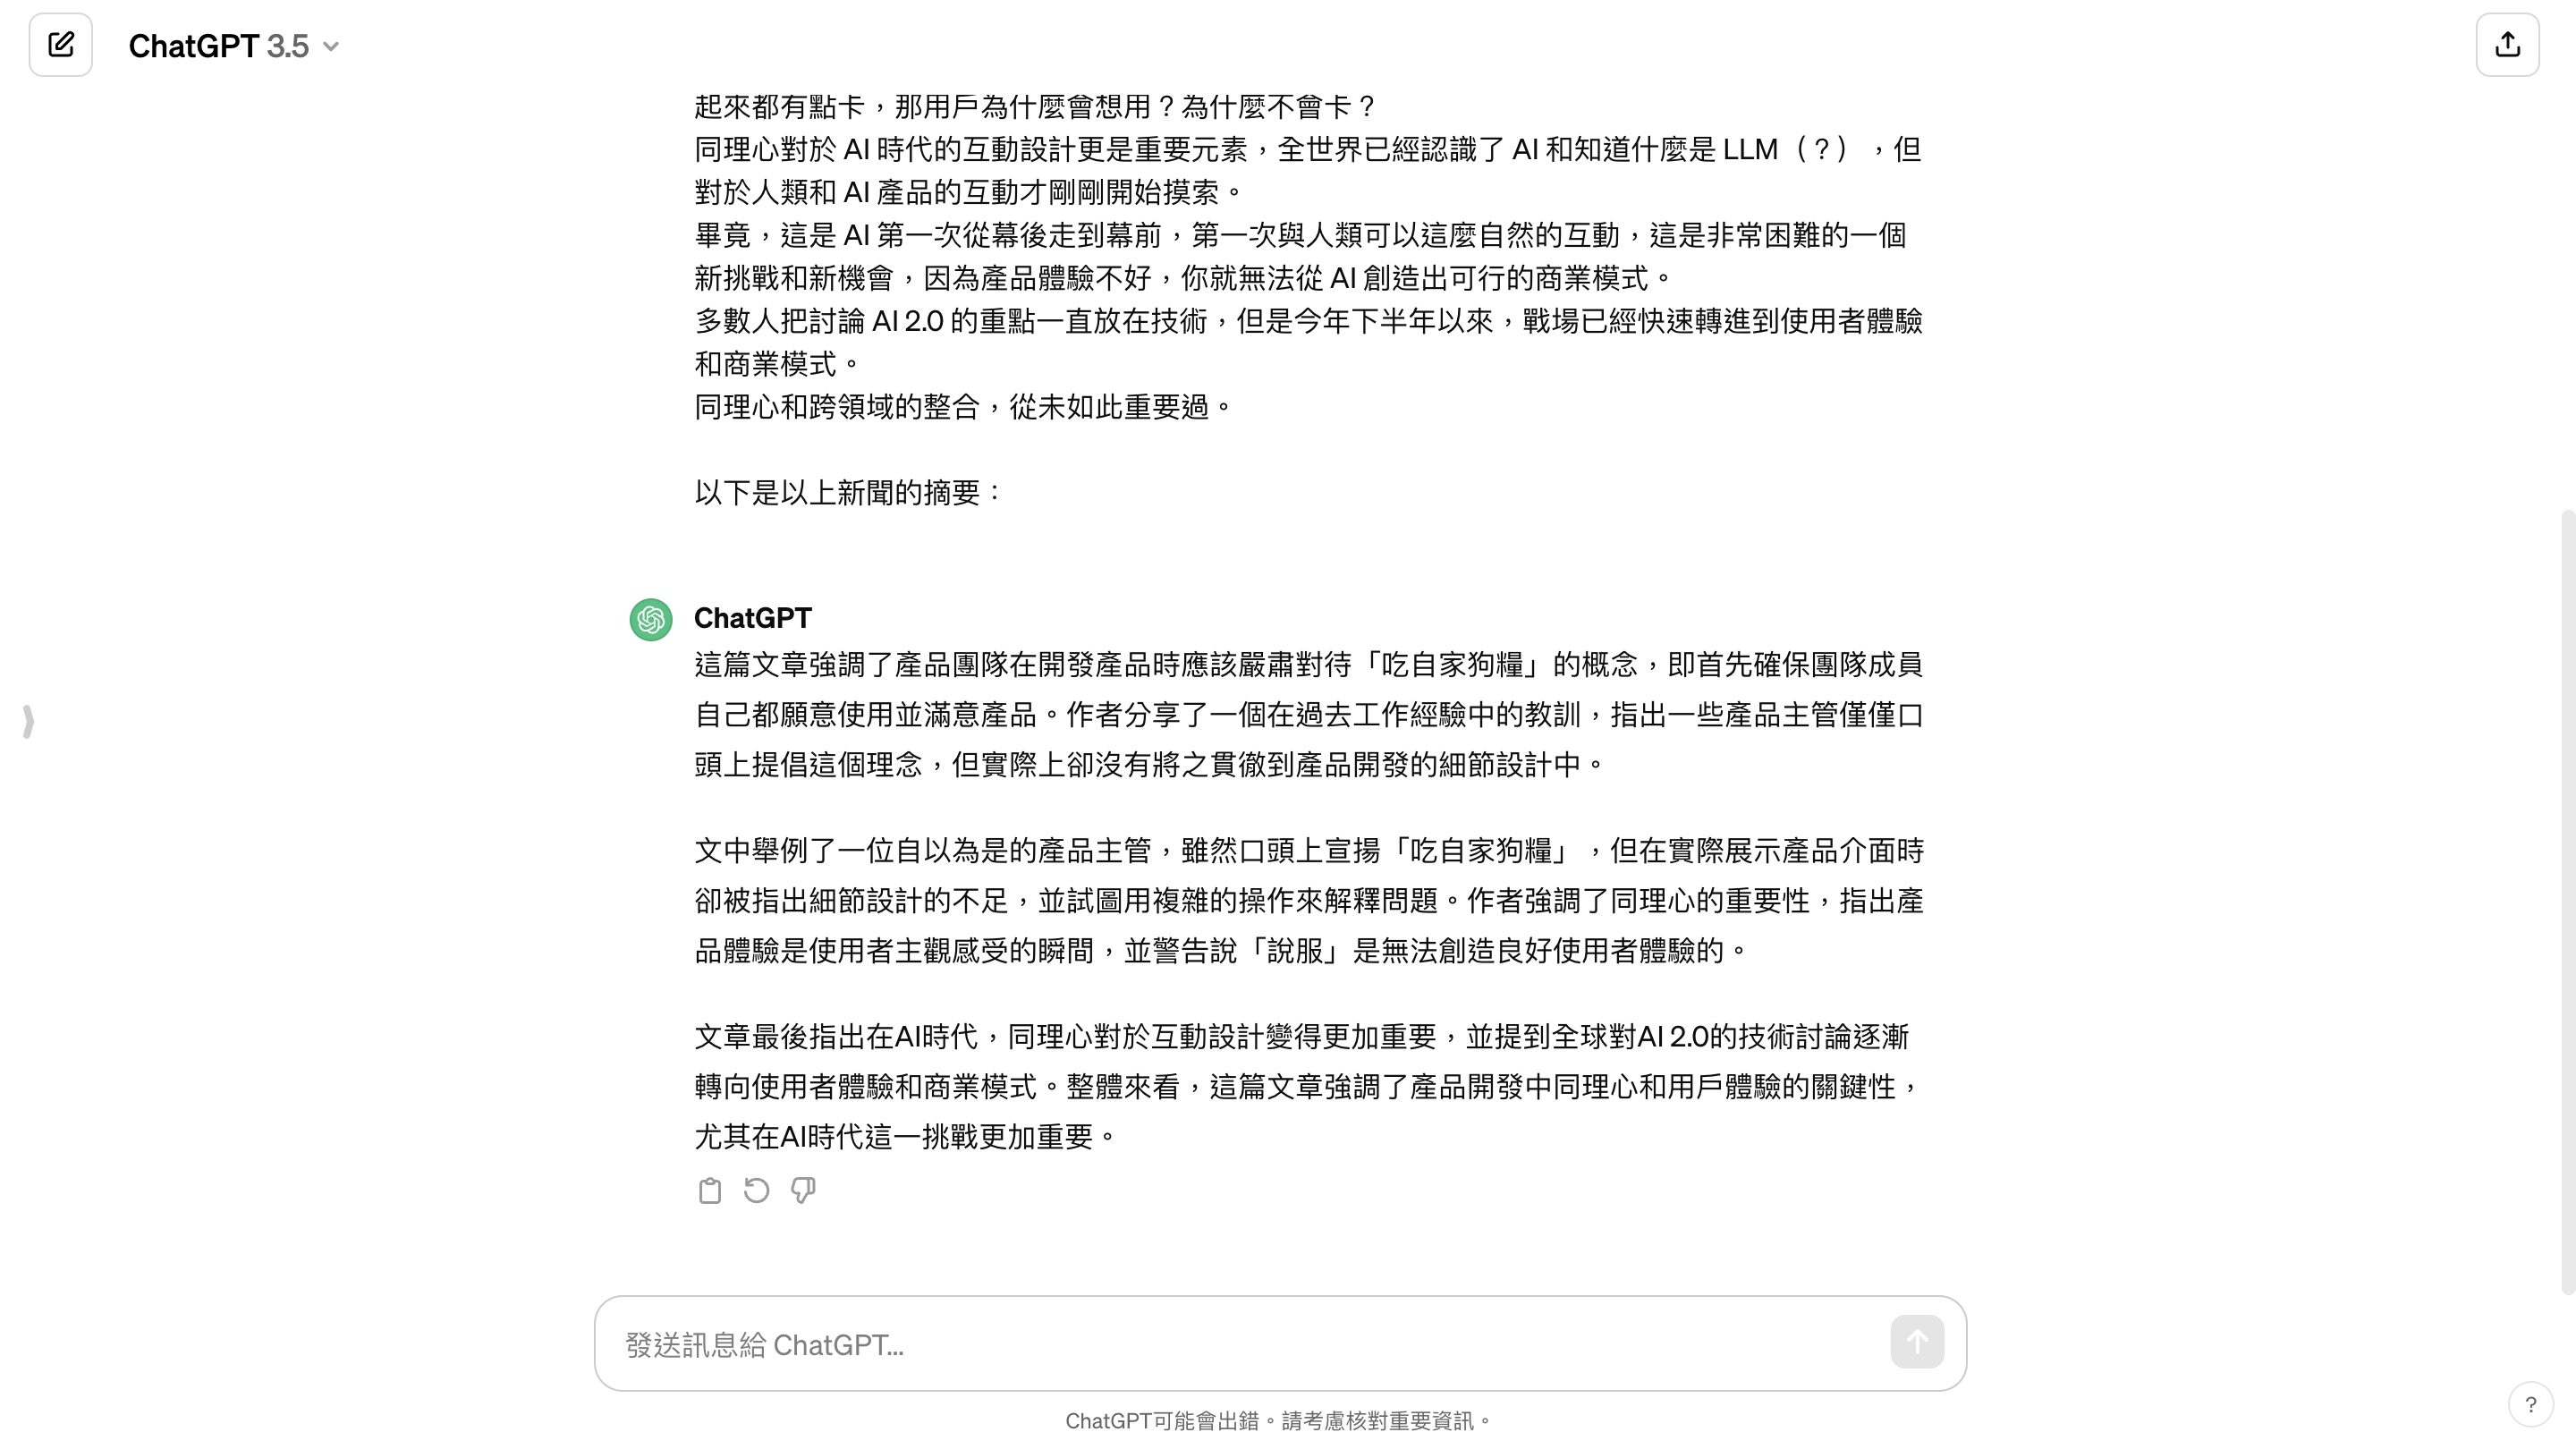 ChatGPT 3.5
起來都有點卡，那用戶為什麼會想用？為什麼不會卡？
同理心對於 AI 時代的互動設計更是重要元素，全世界已經認識了 AI 和知道什麼是 LLM（？），但
對於人類和 AI 產品的互動才剛剛開始摸索。
畢竟，這是 AI 第一次從幕後走到幕前，第一次與人類可以這麼自然的互動，這是非常困難的一個
新挑戰和新機會，因為產品體驗不好，你就無法從 AI 創造出可行的商業模式。
多數人把討論 AI 2.0 的重點一直放在技術，但是今年下半年以來，戰場已經快速轉進到使用者體驗
和商業模式。
同理心和跨領域的整合，從未如此重要過。
以下是以上新聞的摘要：
ChatGPT
這篇文章強調了產品團隊在開發產品時應該嚴肅對待「吃自家狗糧」的概念，即首先確保團隊成員
自己都願意使用並滿意產品。作者分享了一個在過去工作經驗中的教訓，指出一些產品主管僅僅口
頭上提倡這個理念，但實際上卻沒有將之貫徹到產品開發的細節設計中。
文中舉例了一位自以為是的產品主管，雖然口頭上宣揚「吃自家狗糧」，但在實際展示產品介面時
卻被指出細節設計的不足，並試圖用複雜的操作來解釋問題。作者強調了同理心的重要性，指出產
品體驗是使用者主觀感受的瞬間，並警告說「說服」是無法創造良好使用者體驗的。
文章最後指出在AI時代，同理心對於互動設計變得更加重要，並提到全球對AI 2.0的技術討論逐漸
轉向使用者體驗和商業模式。整體來看，這篇文章強調了產品開發中同理心和用戶體驗的關鍵性，
尤其在AI時代這一挑戰更加重要。
發送訊息給 ChatGPT...
ChatGPT可能會出錯。請考慮核對重要資訊。
?